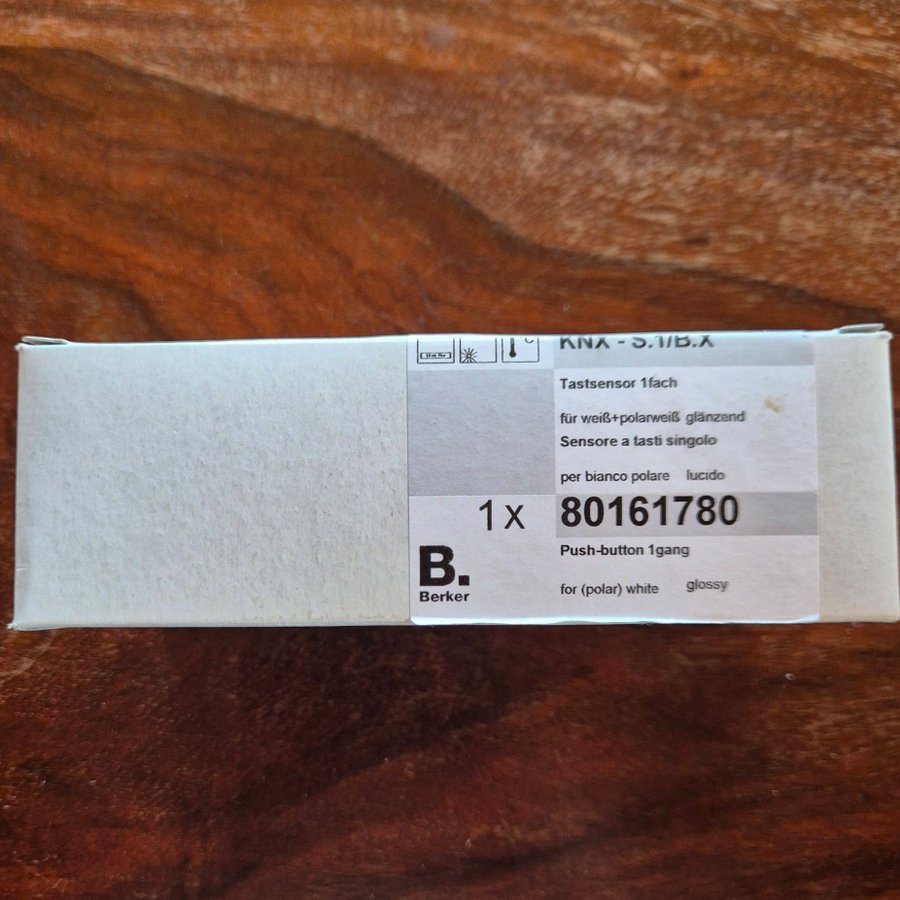 KNX - S.1/B.X
Tastsensor 1fach
für weiß+polarweiß glänzend
Sensore a tasti singolo
per bianco polare lucido
1 x 80161780
B.
Berker
Push-button 1gang
for (polar) white glossy